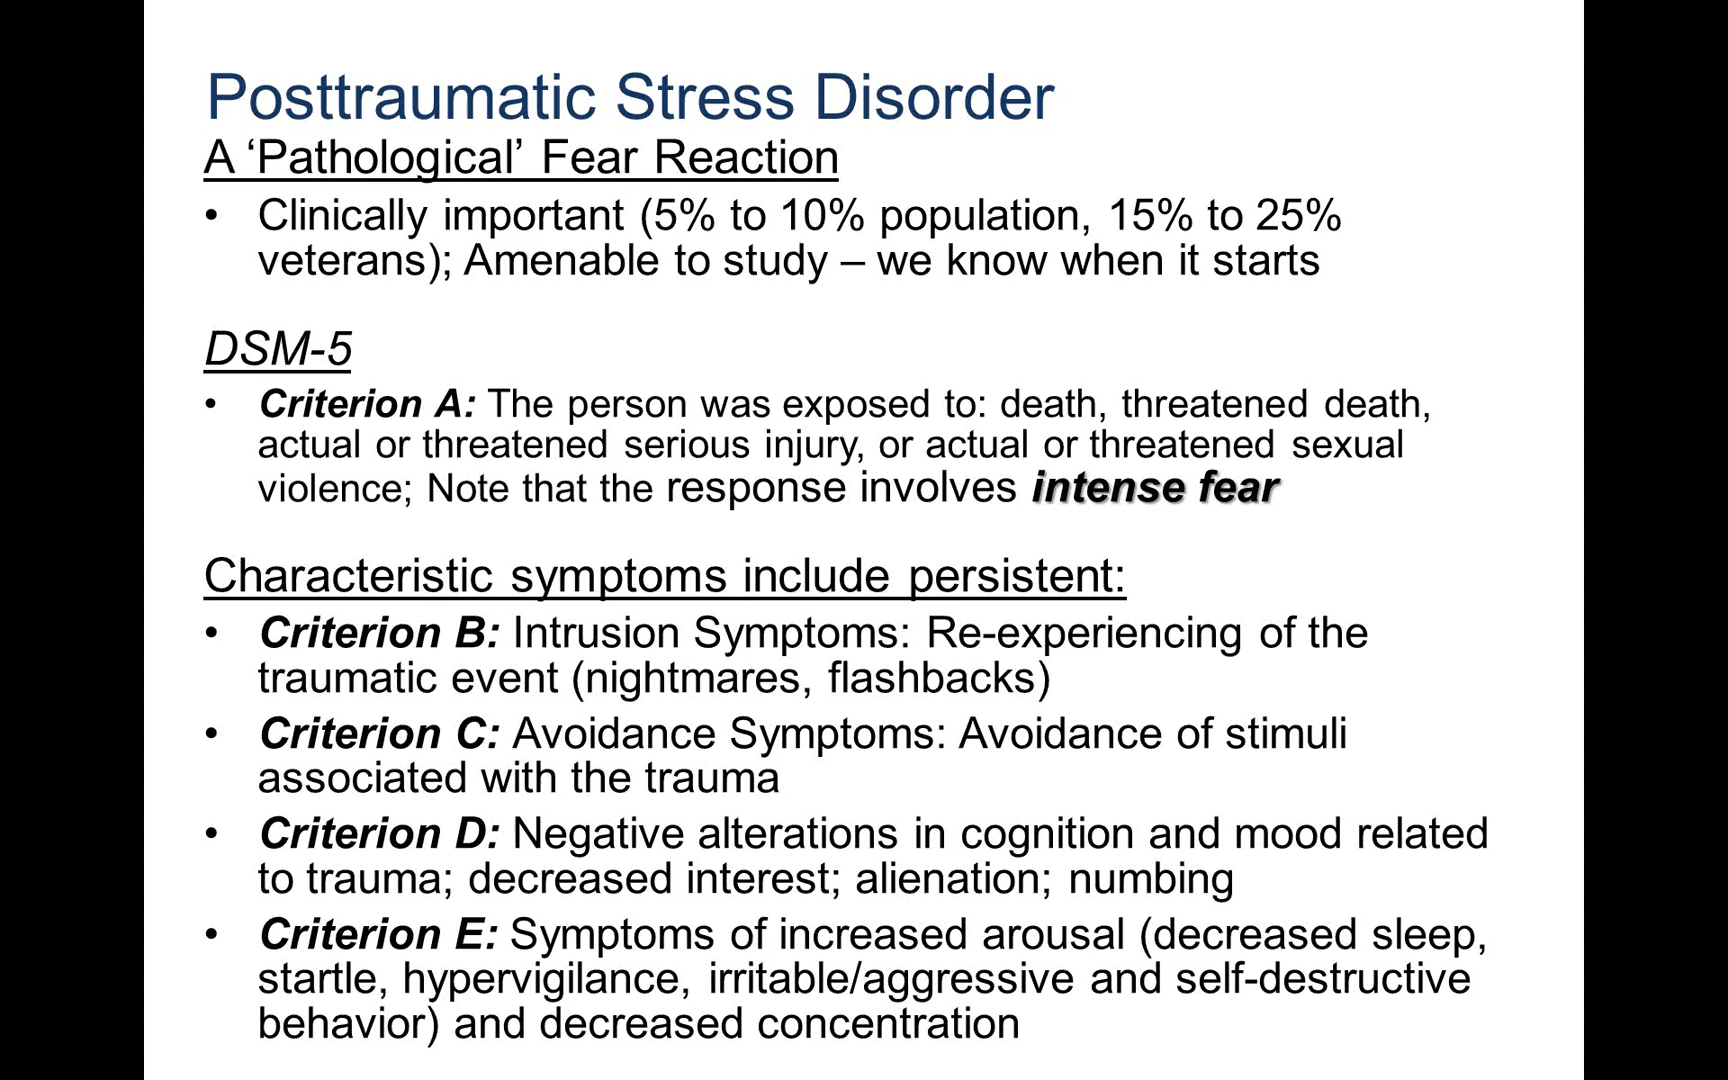 Posttraumatic Stress Disorder
A ‘Pathological’ Fear Reaction
• Clinically important (5% to 10% population, 15% to 25%
veterans); Amenable to study – we know when it starts
DSM-5
• Criterion A: The person was exposed to: death, threatened death,
actual or threatened serious injury, or actual or threatened sexual
violence; Note that the response involves intense fear
Characteristic symptoms include persistent:
• Criterion B: Intrusion Symptoms: Re-experiencing of the
traumatic event (nightmares, flashbacks)
• Criterion C: Avoidance Symptoms: Avoidance of stimuli
associated with the trauma
• Criterion D: Negative alterations in cognition and mood related
to trauma; decreased interest; alienation; numbing
• Criterion E: Symptoms of increased arousal (decreased sleep,
startle, hypervigilance, irritable/aggressive and self-destructive
behavior) and decreased concentration